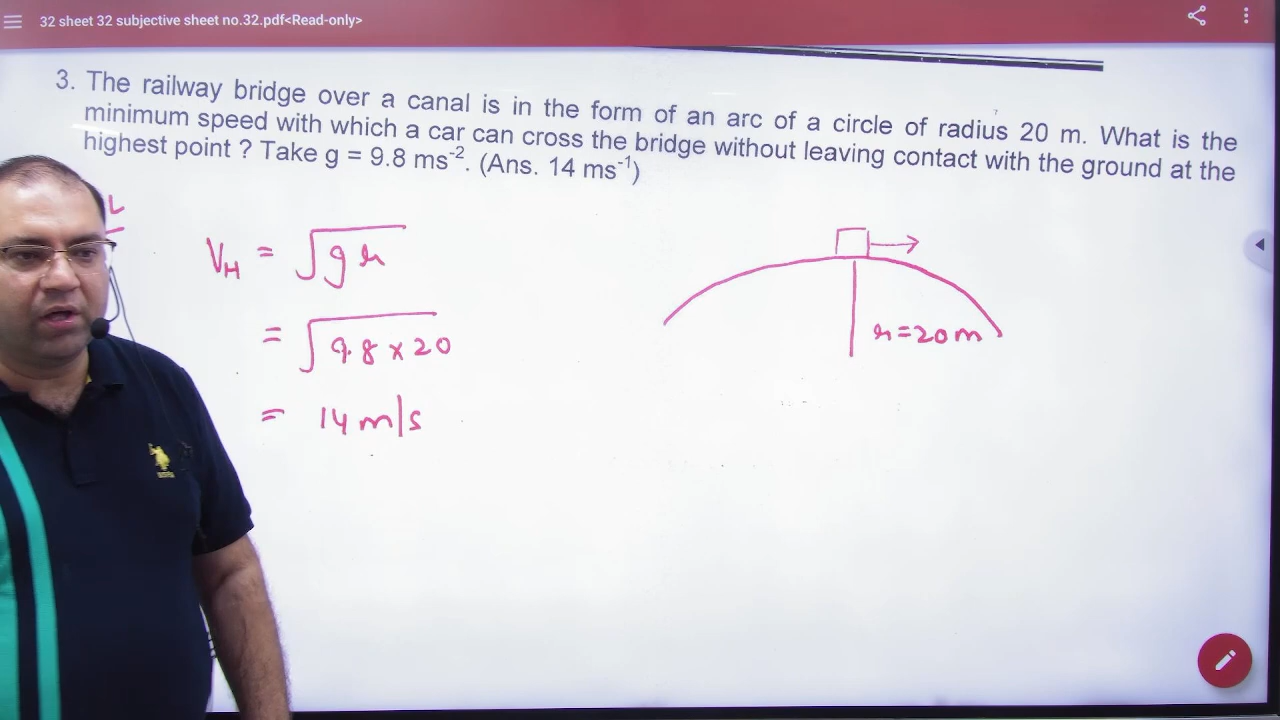 32 sheet 32 subjective sheet no.32.pdf<Read-only>
3. The railway bridge over a canal is in the form of an arc of a circle of radius 20 m. What is the
minimum speed with which a car can cross the bridge without leaving contact with the ground at the
highest point ? Take g = 9.8 ms⁻². (Ans. 14 ms⁻¹)
V_H = √gr
= √9.8 × 20
= 14 m/s
r = 20 m